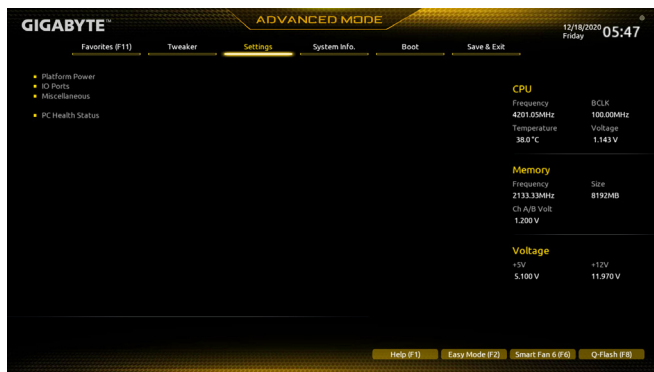 GIGABYTE™
ADVANCED MODE
12/18/2020
Friday
05:47
Favorites (F11) Tweaker Settings System Info. Boot Save & Exit
Platform Power
IO Ports
Miscellaneous
PC Health Status
CPU
Frequency BCLK
4201.05MHz 100.00MHz
Temperature Voltage
38.0 °C 1.143 V
Memory
Frequency Size
2133.33MHz 8192MB
Ch A/B Volt
1.200 V
Voltage
+5V +12V
5.100 V 11.970 V
Help (F1) Easy Mode (F2) Smart Fan 6 (F6) Q-Flash (F8)